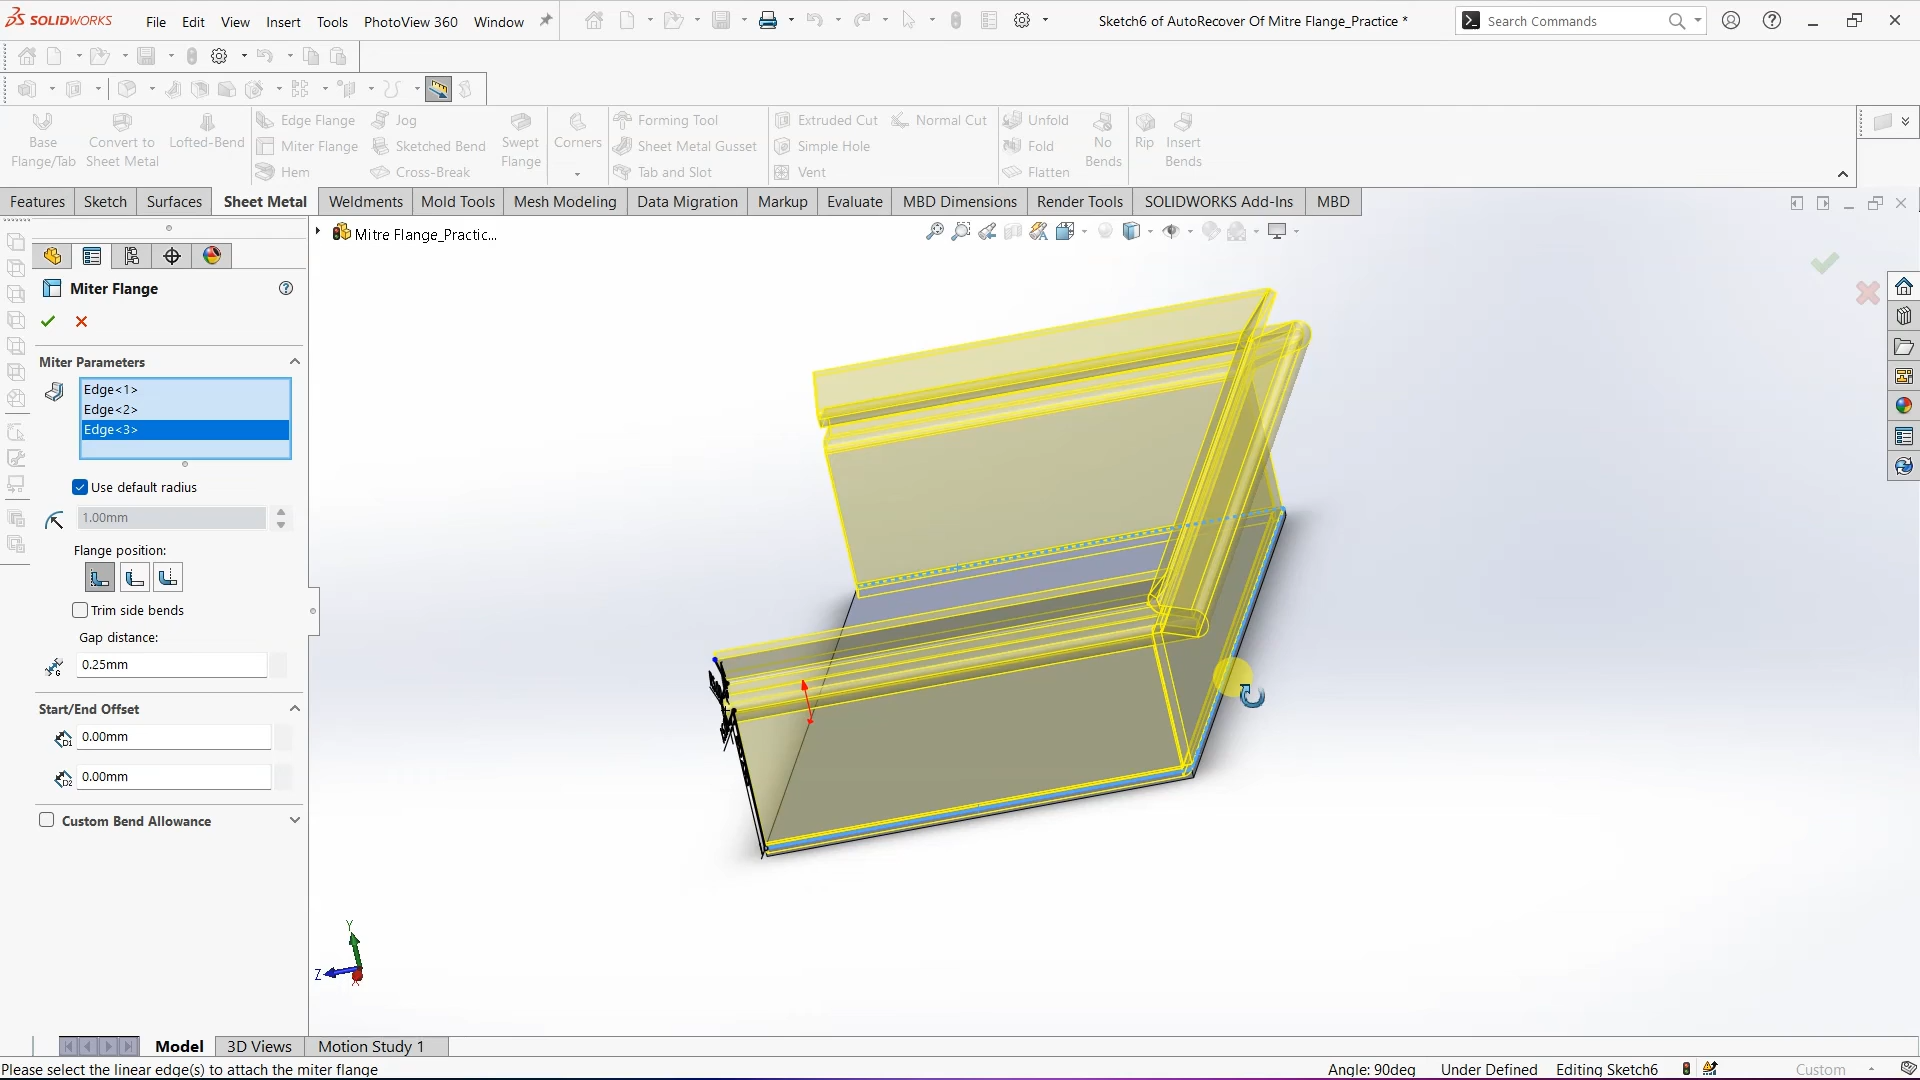 SOLIDWORKS
File Edit View Insert Tools PhotoView 360 Window
Sketch6 of AutoRecover Of Mitre Flange_Practice *
Search Commands
Base Flange/Tab
Convert to Sheet Metal
Lofted-Bend
Edge Flange
Miter Flange
Hem
Jog
Sketched Bend
Cross-Break
Swept Flange
Corners
Forming Tool
Sheet Metal Gusset
Tab and Slot
Extruded Cut
Simple Hole
Vent
Normal Cut
Unfold
Fold
Flatten
No Bends
Rip
Insert Bends
Features Sketch Surfaces Sheet Metal Weldments Mold Tools Mesh Modeling Data Migration Markup Evaluate MBD Dimensions Render Tools SOLIDWORKS Add-Ins MBD
Mitre Flange_Practic...
Miter Flange
Miter Parameters
Edge<1>
Edge<2>
Edge<3>
Use default radius
1.00mm
Flange position:
Trim side bends
Gap distance:
0.25mm
Start/End Offset
D1
0.00mm
D2
0.00mm
Custom Bend Allowance
Y
Z
X
Model 3D Views Motion Study 1
Please select the linear edge(s) to attach the miter flange
Angle: 90deg Under Defined Editing Sketch6 Custom